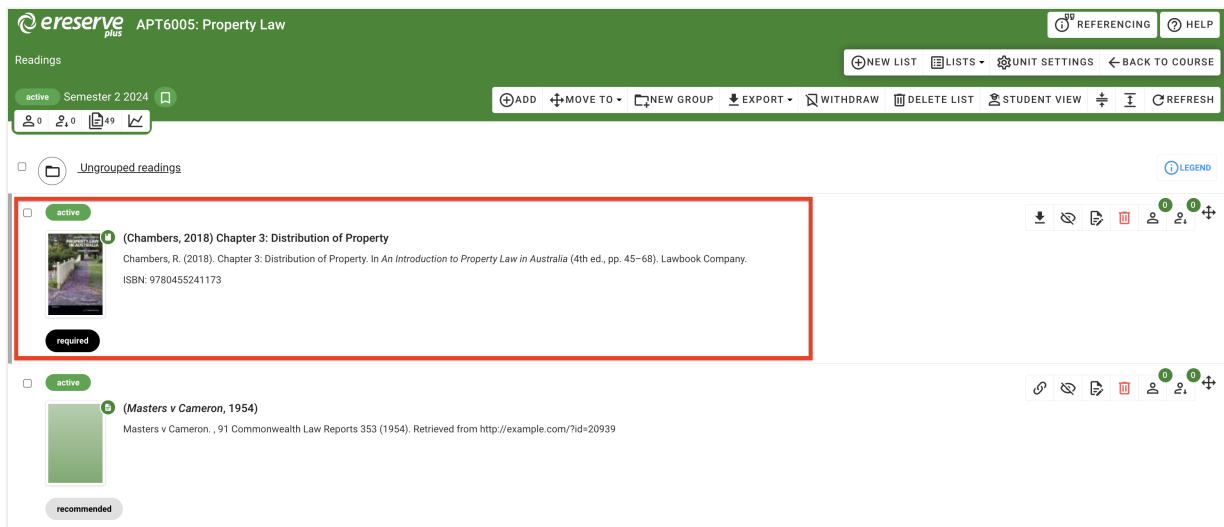 ereserve plus APT6005: Property Law REFERENCING HELP
Readings NEW LIST LISTS UNIT SETTINGS BACK TO COURSE
active Semester 2 2024 ADD MOVE TO NEW GROUP EXPORT WITHDRAW DELETE LIST STUDENT VIEW REFRESH
0 0 49
Ungrouped readings LEGEND
active 0 0
PROPERTY LAW
IN AUSTRALIA
(Chambers, 2018) Chapter 3: Distribution of Property
Chambers, R. (2018). Chapter 3: Distribution of Property. In An Introduction to Property Law in Australia (4th ed., pp. 45–68). Lawbook Company.
ISBN: 9780455241173
required
active 0 0
(Masters v Cameron, 1954)
Masters v Cameron. , 91 Commonwealth Law Reports 353 (1954). Retrieved from http://example.com/?id=20939
recommended